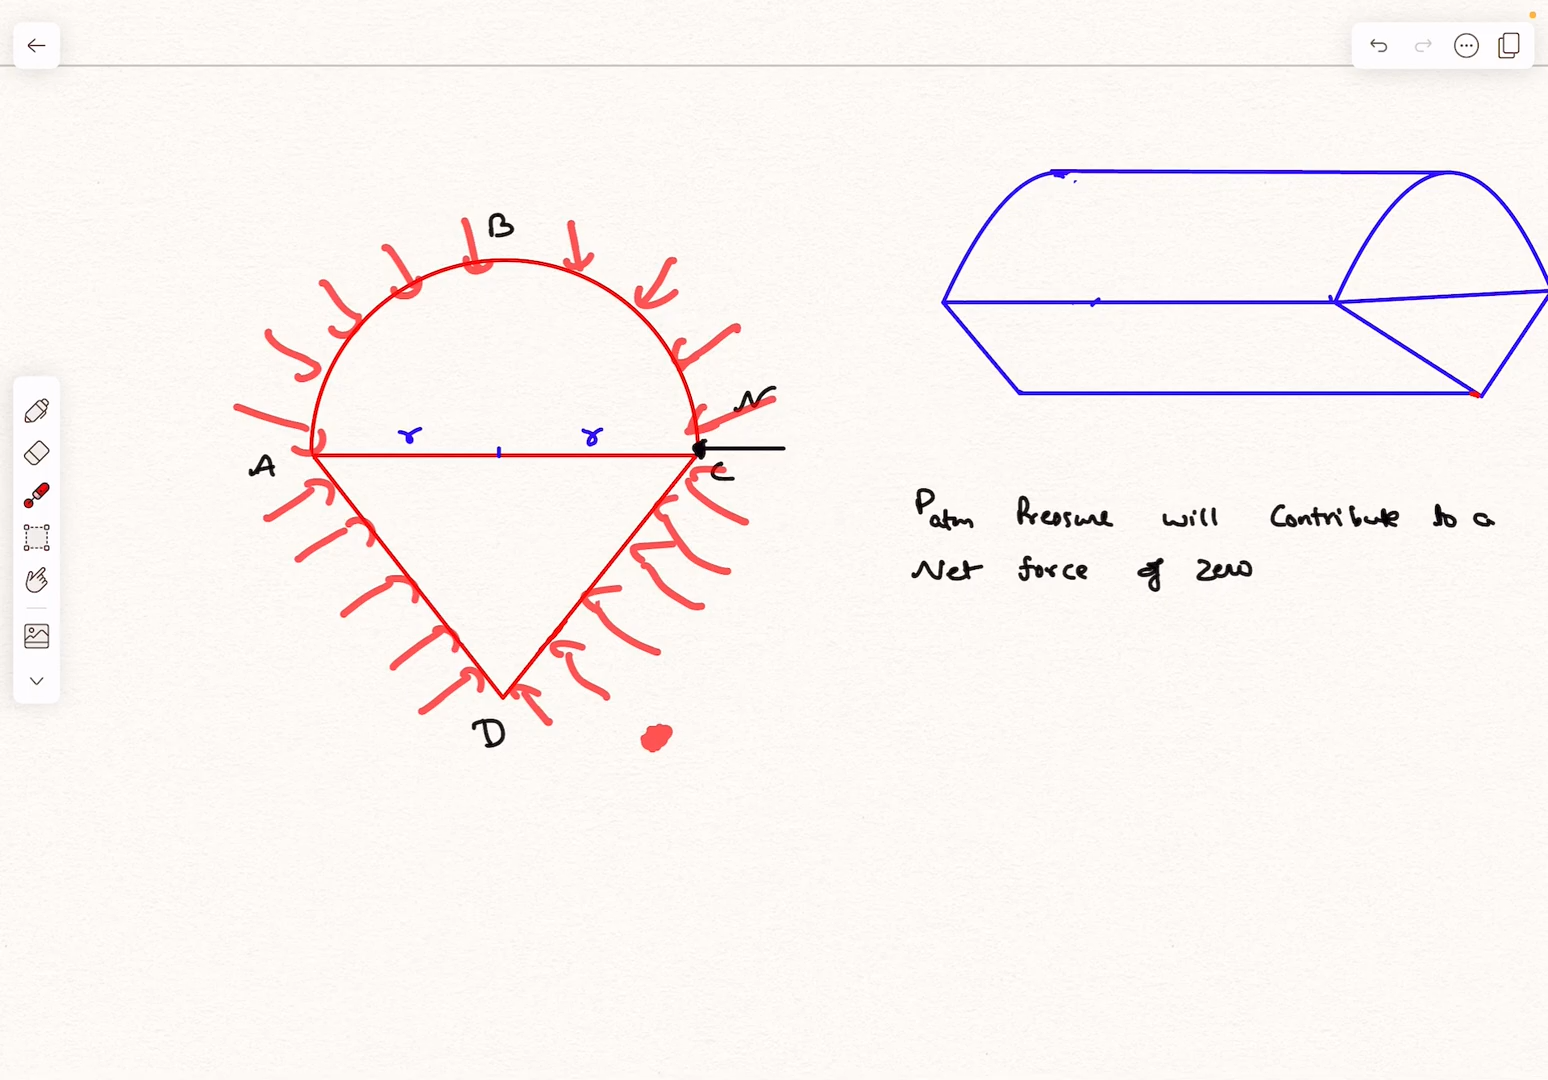 B
N
r r
A
C
D
Patm Pressure will Contribute to a
Net force of zero